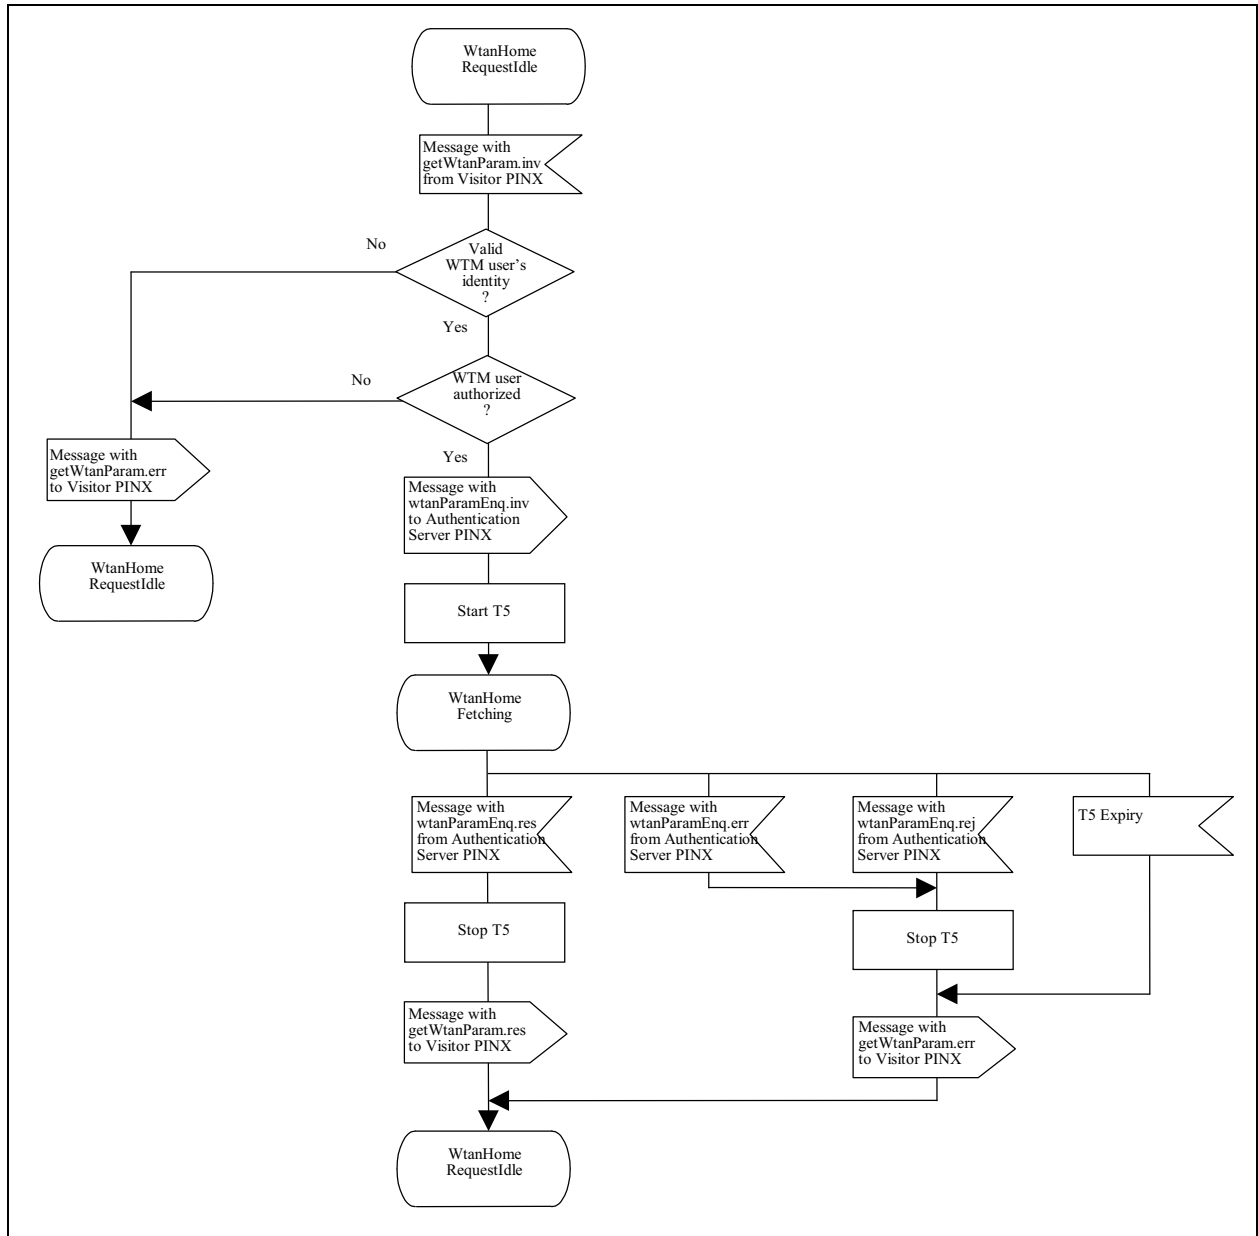 WtanHome
RequestIdle
Message with
getWtanParam.inv
from Visitor PINX
No
Valid
WTM user's
identity
?
Yes
No
WTM user
authorized
?
Yes
Message with
getWtanParam.err
to Visitor PINX
Message with
wtanParamEnq.inv
to Authentication
Server PINX
WtanHome
RequestIdle
Start T5
WtanHome
Fetching
Message with
wtanParamEnq.res
from Authentication
Server PINX
Message with
wtanParamEnq.err
from Authentication
Server PINX
Message with
wtanParamEnq.rej
from Authentication
Server PINX
T5 Expiry
Stop T5
Stop T5
Message with
getWtanParam.res
to Visitor PINX
Message with
getWtanParam.err
to Visitor PINX
WtanHome
RequestIdle